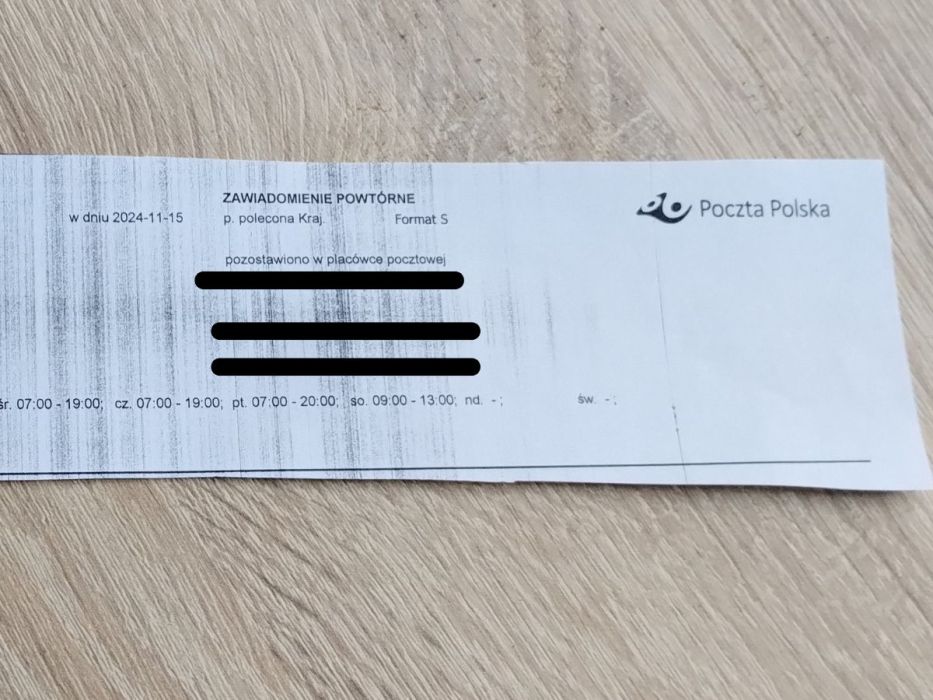 ZAWIADOMIENIE POWTÓRNE
w dniu 2024-11-15 p. polecona Kraj. Format S
Poczta Polska
pozostawiono w placówce pocztowej
śr. 07:00 - 19:00; cz. 07:00 - 19:00; pt. 07:00 - 20:00; so. 09:00 - 13:00; nd. - ; św. - ;